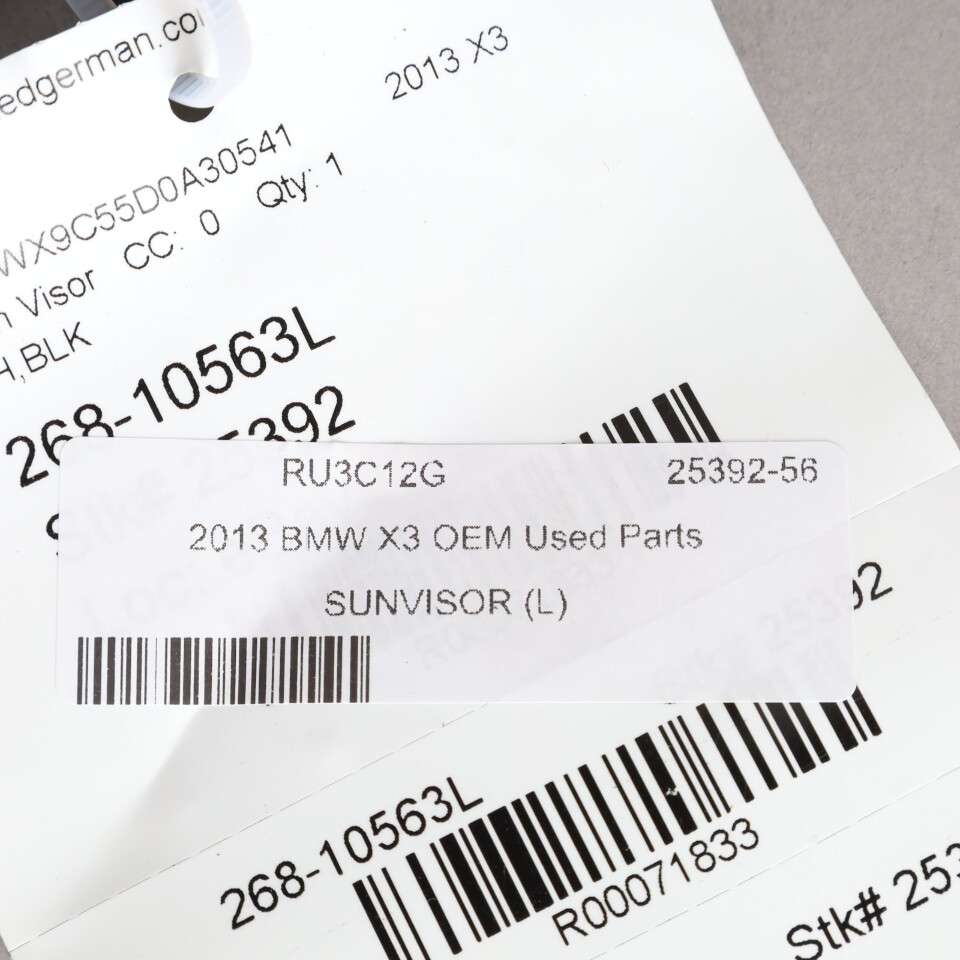 edgerman.co
2013 X3
WX9C55D0A30541
Visor CC: 0 Qty: 1
H,BLK
268-10563L
25392
RU3C12G 25392-56
2013 BMW X3 OEM Used Parts
SUNVISOR (L)
268-10563L
R00071833
Stk# 253